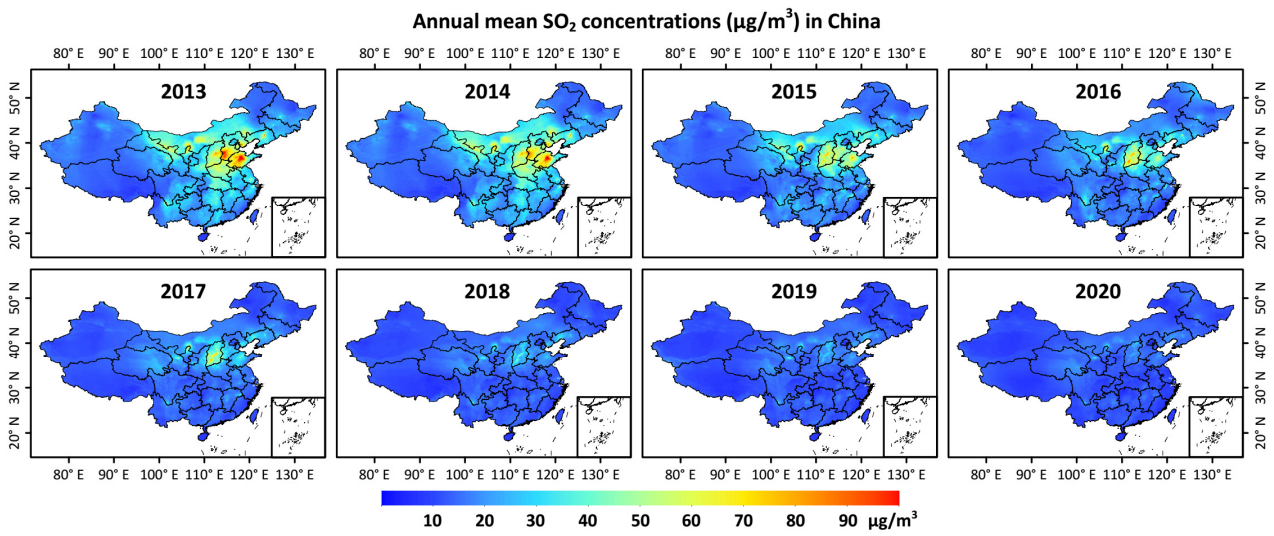 Annual mean SO₂ concentrations (µg/m³) in China
80° E 90° E 100° E 110° E 120° E 130° E 80° E 90° E 100° E 110° E 120° E 130° E 80° E 90° E 100° E 110° E 120° E 130° E 80° E 90° E 100° E 110° E 120° E 130° E
2013 2014 2015 2016
50° N 50° N
40° N 40° N
30° N 30° N
20° N 20° N
2017 2018 2019 2020
50° N 50° N
40° N 40° N
30° N 30° N
20° N 20° N
80° E 90° E 100° E 110° E 120° E 130° E 80° E 90° E 100° E 110° E 120° E 130° E 80° E 90° E 100° E 110° E 120° E 130° E 80° E 90° E 100° E 110° E 120° E 130° E
10 20 30 40 50 60 70 80 90 µg/m³